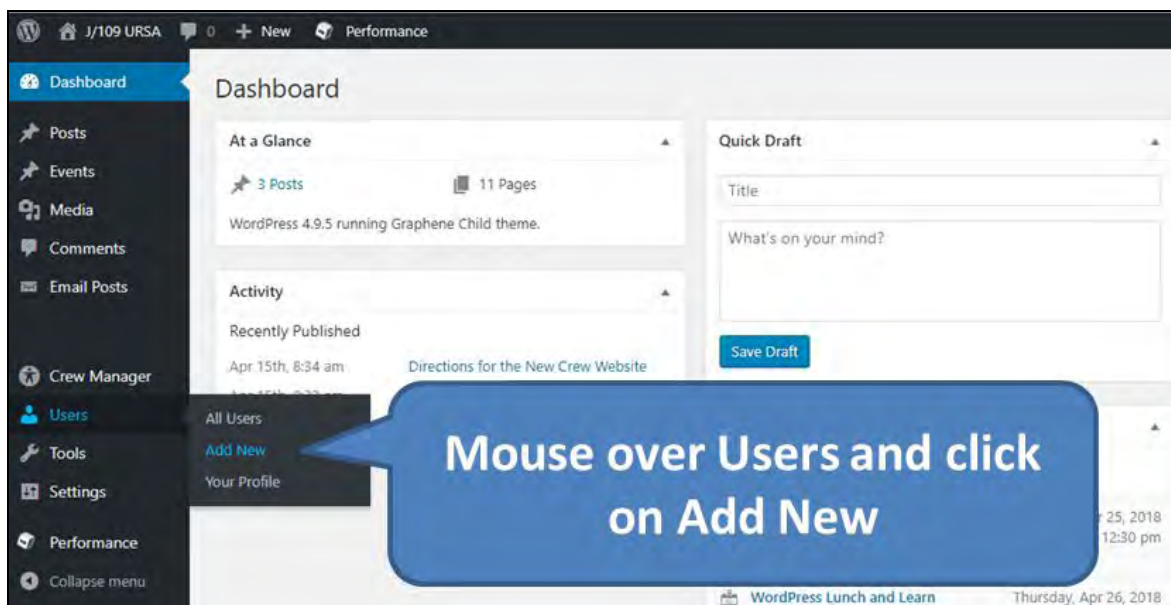 J/109 URSA 0 + New Performance
Dashboard
Posts
Events
Media
Comments
Email Posts
Crew Manager
Users
Tools
Settings
Performance
Collapse menu
All Users
Add New
Your Profile
Dashboard
At a Glance
3 Posts 11 Pages
WordPress 4.9.5 running Graphene Child theme.
Activity
Recently Published
Apr 15th, 8:34 am Directions for the New Crew Website
Quick Draft
Title
What's on your mind?
Save Draft
Mouse over Users and click
on Add New
25, 2018
12:30 pm
WordPress Lunch and Learn Thursday, Apr 26, 2018